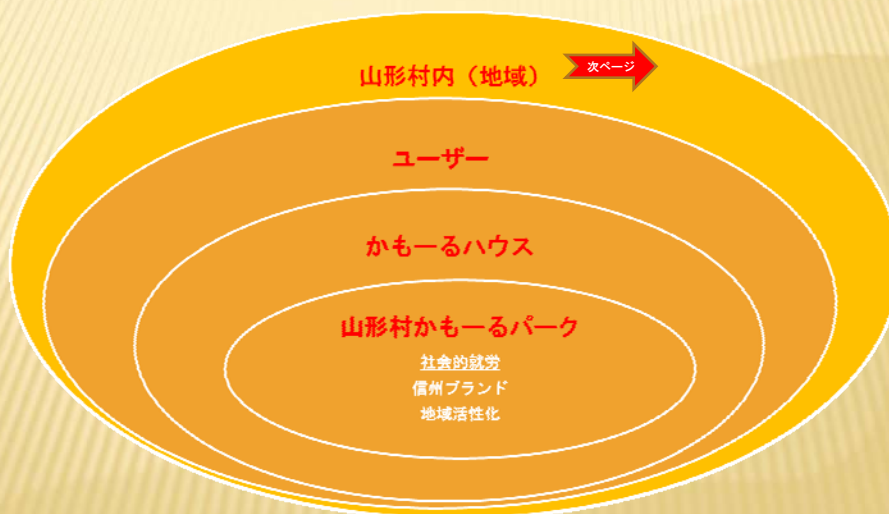 山形村内（地域）
次ページ
ユーザー
かもーるハウス
山形村かもーるパーク
社会的就労
信州ブランド
地域活性化